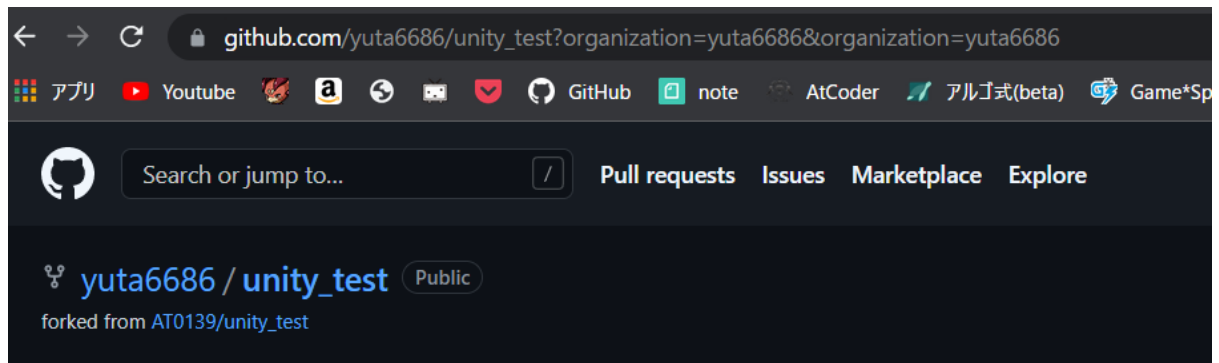 github.com/yuta6686/unity_test?organization=yuta6686&organization=yuta6686
アプリ Youtube GitHub note AtCoder アルゴ式(beta) Game*Sp
Search or jump to... / Pull requests Issues Marketplace Explore
yuta6686 / unity_test Public
forked from AT0139/unity_test